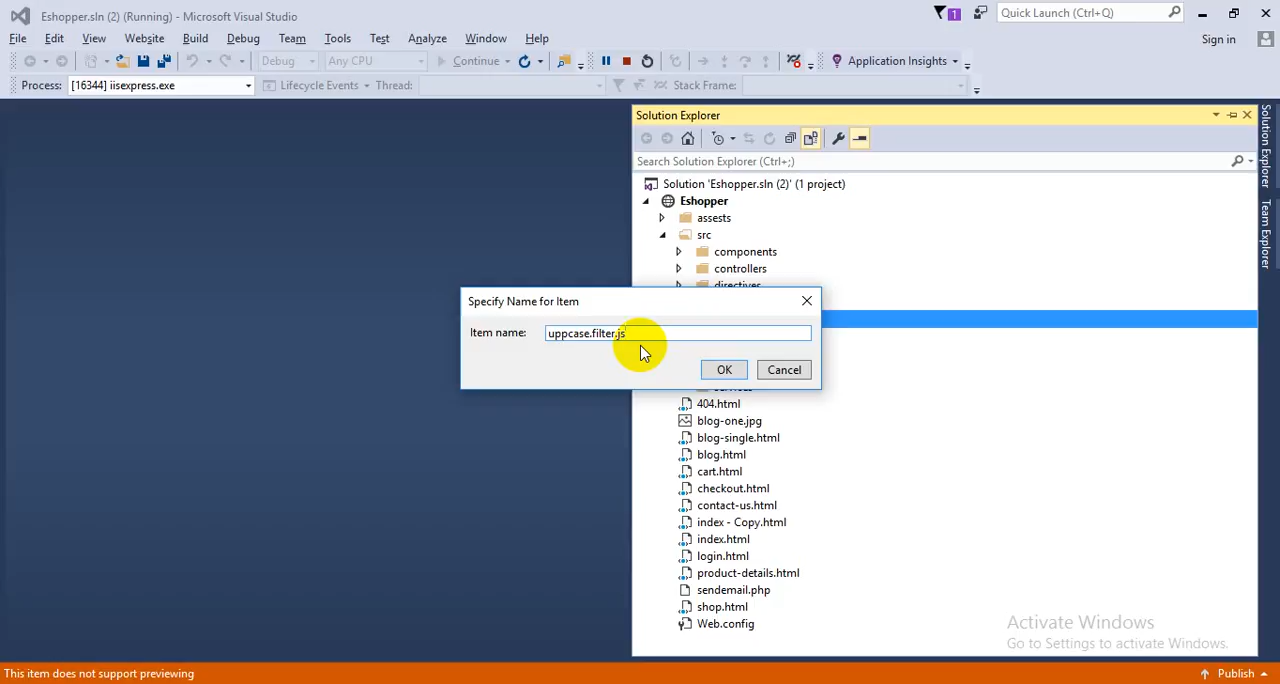 Eshopper.sln (2) (Running) - Microsoft Visual Studio
1
Quick Launch (Ctrl+Q)
File Edit View Website Build Debug Team Tools Test Analyze Window Help
Sign in
Debug Any CPU Continue Application Insights
Process: [16344] iisexpress.exe Lifecycle Events Thread: Stack Frame:
Solution Explorer
Search Solution Explorer (Ctrl+;)
Solution 'Eshopper.sln (2)' (1 project)
Eshopper
assests
src
components
controllers
directives
Specify Name for Item
Item name: uppcase.filter.js
OK Cancel
404.html
blog-one.jpg
blog-single.html
blog.html
cart.html
checkout.html
contact-us.html
index - Copy.html
index.html
login.html
product-details.html
sendemail.php
shop.html
Web.config
Solution Explorer
Team Explorer
Activate Windows
Go to Settings to activate Windows.
This item does not support previewing
Publish